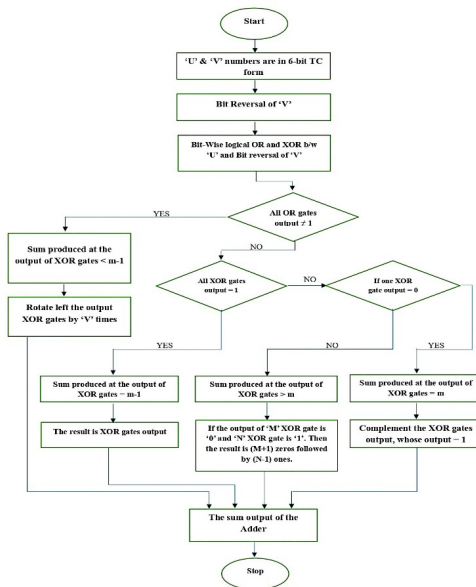 Start
‘U’ & ‘V’ numbers are in 6-bit TC
form
Bit Reversal of ‘V’
Bit-Wise logical OR and XOR b/w
‘U’ and Bit reversal of ‘V’
All OR gates
output ≠ 1
YES
NO
Sum produced at the
output of XOR gates < m-1
All XOR gates
output = 1
NO
If one XOR
gate output = 0
Rotate left the output
XOR gates by ‘V’ times
YES
NO
YES
Sum produced at the output of
XOR gates = m-1
Sum produced at the output of
XOR gates > m
Sum produced at the output of
XOR gates = m
The result is XOR gates output
If the output of ‘M’ XOR gate is
‘0’ and ‘N’ XOR gate is ‘1’. Then
the result is (M+1) zeros followed
by (N-1) ones.
Complement the XOR gates
output, whose output = 1
The sum output of the
Adder
Stop